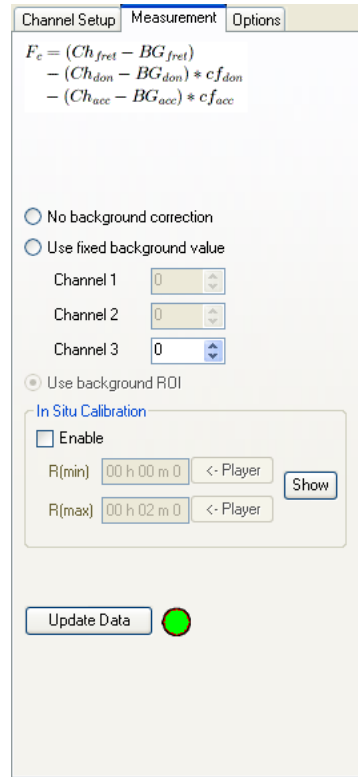 Channel Setup Measurement Options
F_c = (Ch_fret − BG_fret)
− (Ch_don − BG_don) * cf_don
− (Ch_acc − BG_acc) * cf_acc
No background correction
Use fixed background value
Channel 1 0
Channel 2 0
Channel 3 0
Use background ROI
In Situ Calibration
Enable
R(min) 00 h 00 m 0 <- Player
Show
R(max) 00 h 02 m 0 <- Player
Update Data